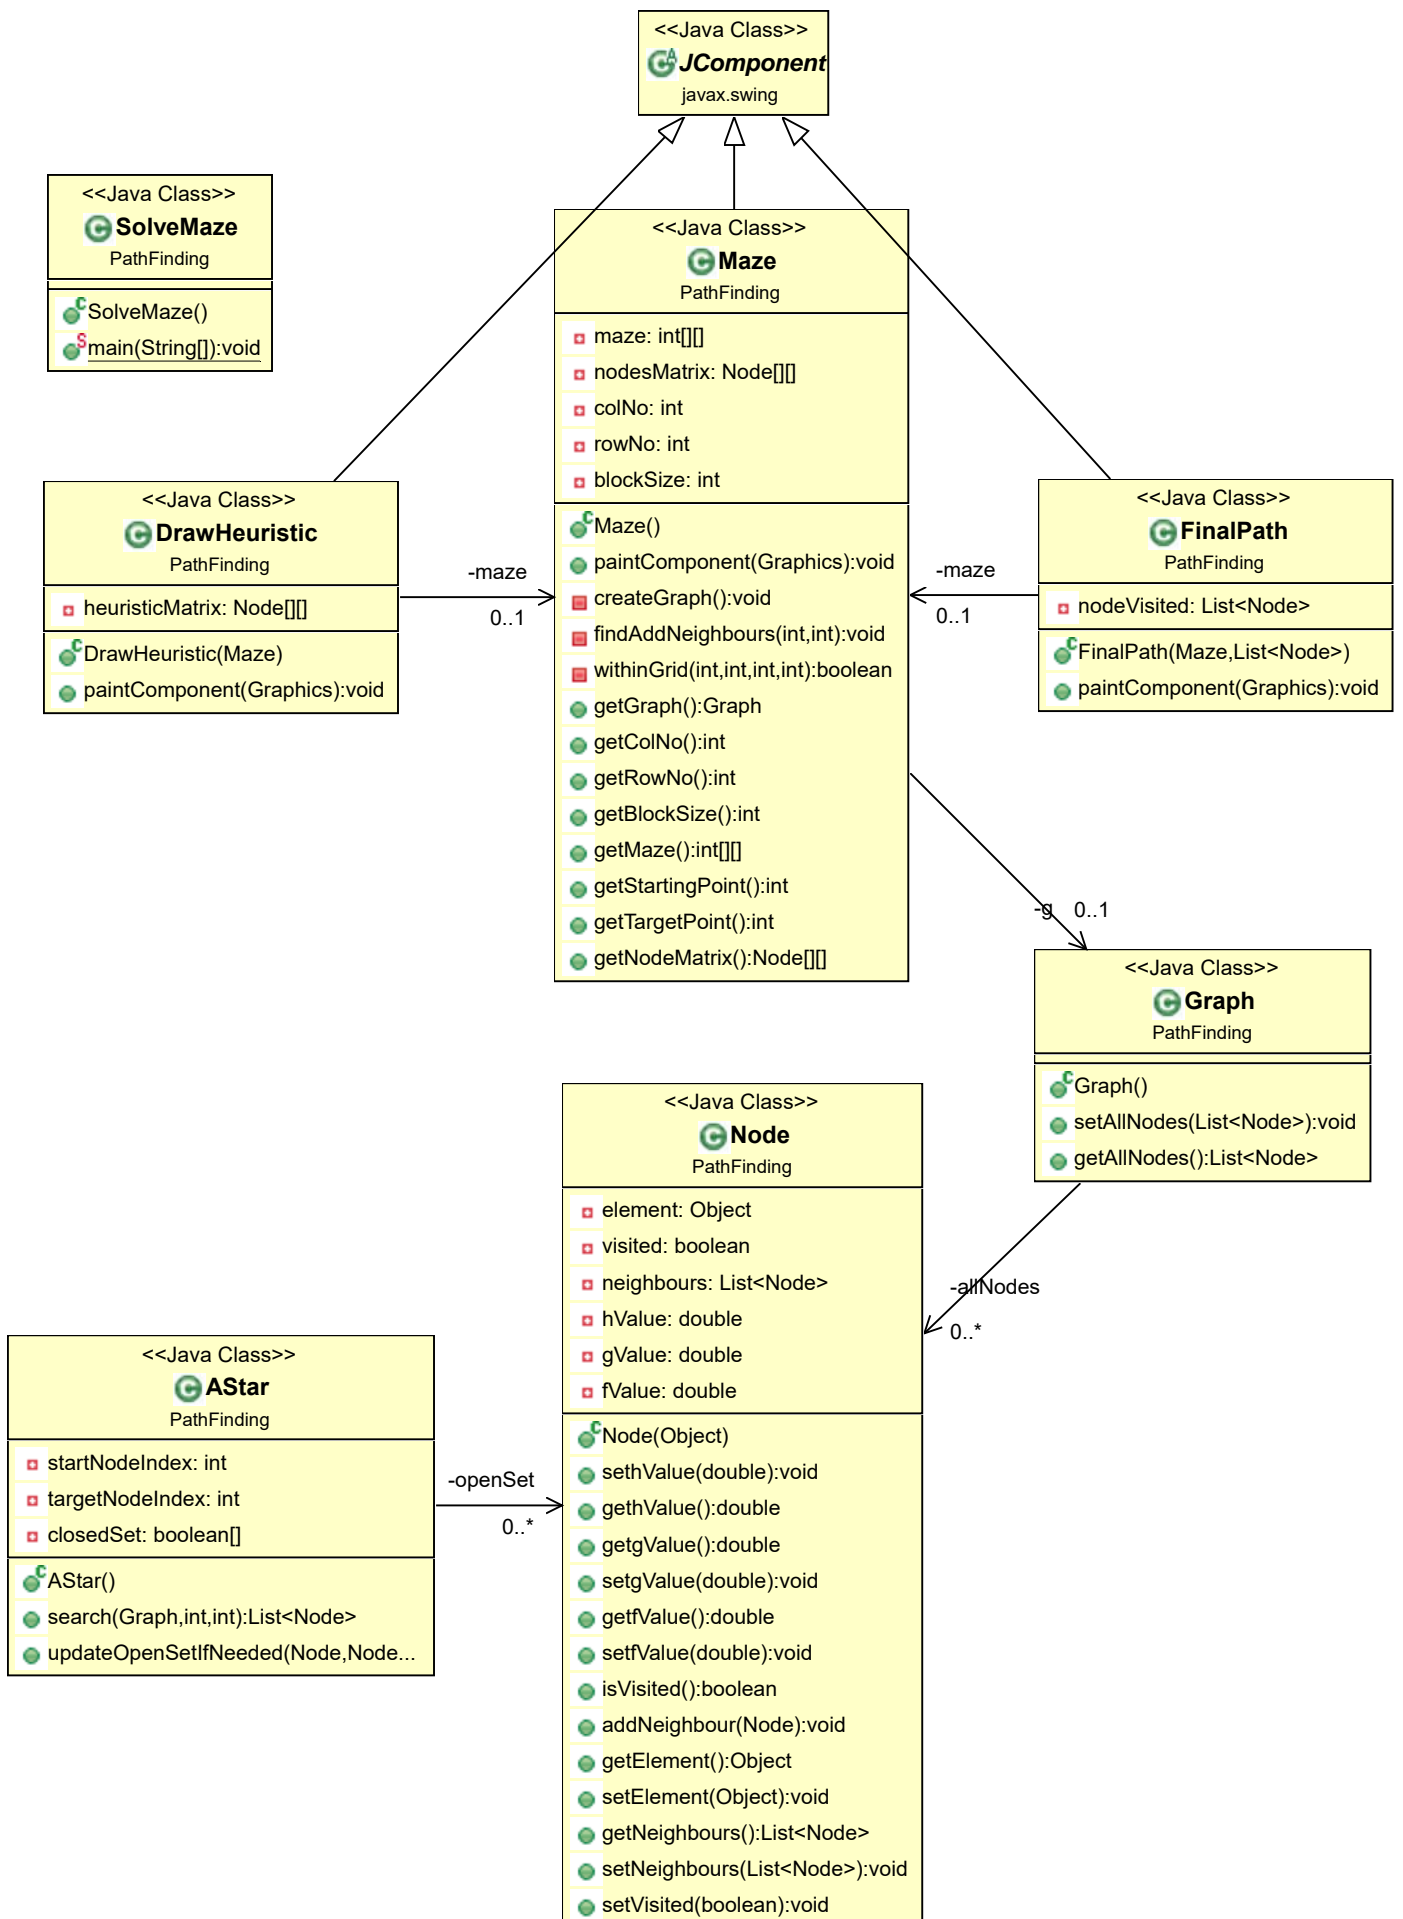 <<Java Class>>
JComponent
javax.swing
<<Java Class>>
SolveMaze
PathFinding
SolveMaze()
main(String[]):void
<<Java Class>>
Maze
PathFinding
maze: int[][]
nodesMatrix: Node[][]
colNo: int
rowNo: int
blockSize: int
Maze()
paintComponent(Graphics):void
createGraph():void
findAddNeighbours(int,int):void
withinGrid(int,int,int,int):boolean
getGraph():Graph
getColNo():int
getRowNo():int
getBlockSize():int
getMaze():int[][]
getStartingPoint():int
getTargetPoint():int
getNodeMatrix():Node[][]
<<Java Class>>
DrawHeuristic
PathFinding
heuristicMatrix: Node[][]
DrawHeuristic(Maze)
paintComponent(Graphics):void
-maze
0..1
<<Java Class>>
FinalPath
PathFinding
nodeVisited: List<Node>
FinalPath(Maze,List<Node>)
paintComponent(Graphics):void
-maze
0..1
-g 0..1
<<Java Class>>
Graph
PathFinding
Graph()
setAllNodes(List<Node>):void
getAllNodes():List<Node>
-allNodes
0..*
<<Java Class>>
Node
PathFinding
element: Object
visited: boolean
neighbours: List<Node>
hValue: double
gValue: double
fValue: double
Node(Object)
sethValue(double):void
gethValue():double
getgValue():double
setgValue(double):void
getfValue():double
setfValue(double):void
isVisited():boolean
addNeighbour(Node):void
getElement():Object
setElement(Object):void
getNeighbours():List<Node>
setNeighbours(List<Node>):void
setVisited(boolean):void
<<Java Class>>
AStar
PathFinding
startNodeIndex: int
targetNodeIndex: int
closedSet: boolean[]
AStar()
search(Graph,int,int):List<Node>
updateOpenSetIfNeeded(Node,Node...
-openSet
0..*